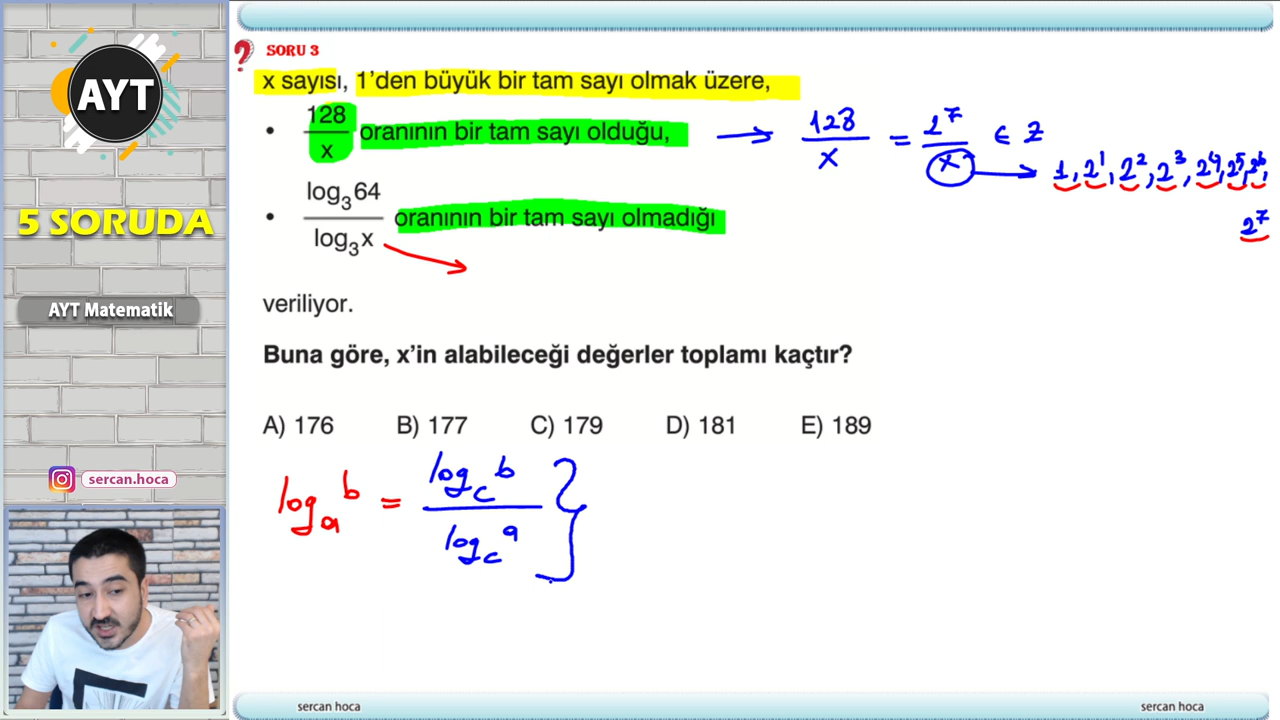 AYT
5 SORUDA
AYT Matematik
sercan.hoca
SORU 3
x sayısı, 1'den büyük bir tam sayı olmak üzere,
• 128/x oranının bir tam sayı olduğu, → 128/x = 2⁷/x ∈ Z
→ 1, 2¹, 2², 2³, 2⁴, 2⁵, 2⁶,
2⁷
• log₃64/log₃x oranının bir tam sayı olmadığı
veriliyor.
Buna göre, x'in alabileceği değerler toplamı kaçtır?
A) 176 B) 177 C) 179 D) 181 E) 189
logₐ b = log_c b / log_c a }
sercan hoca
sercan hoca